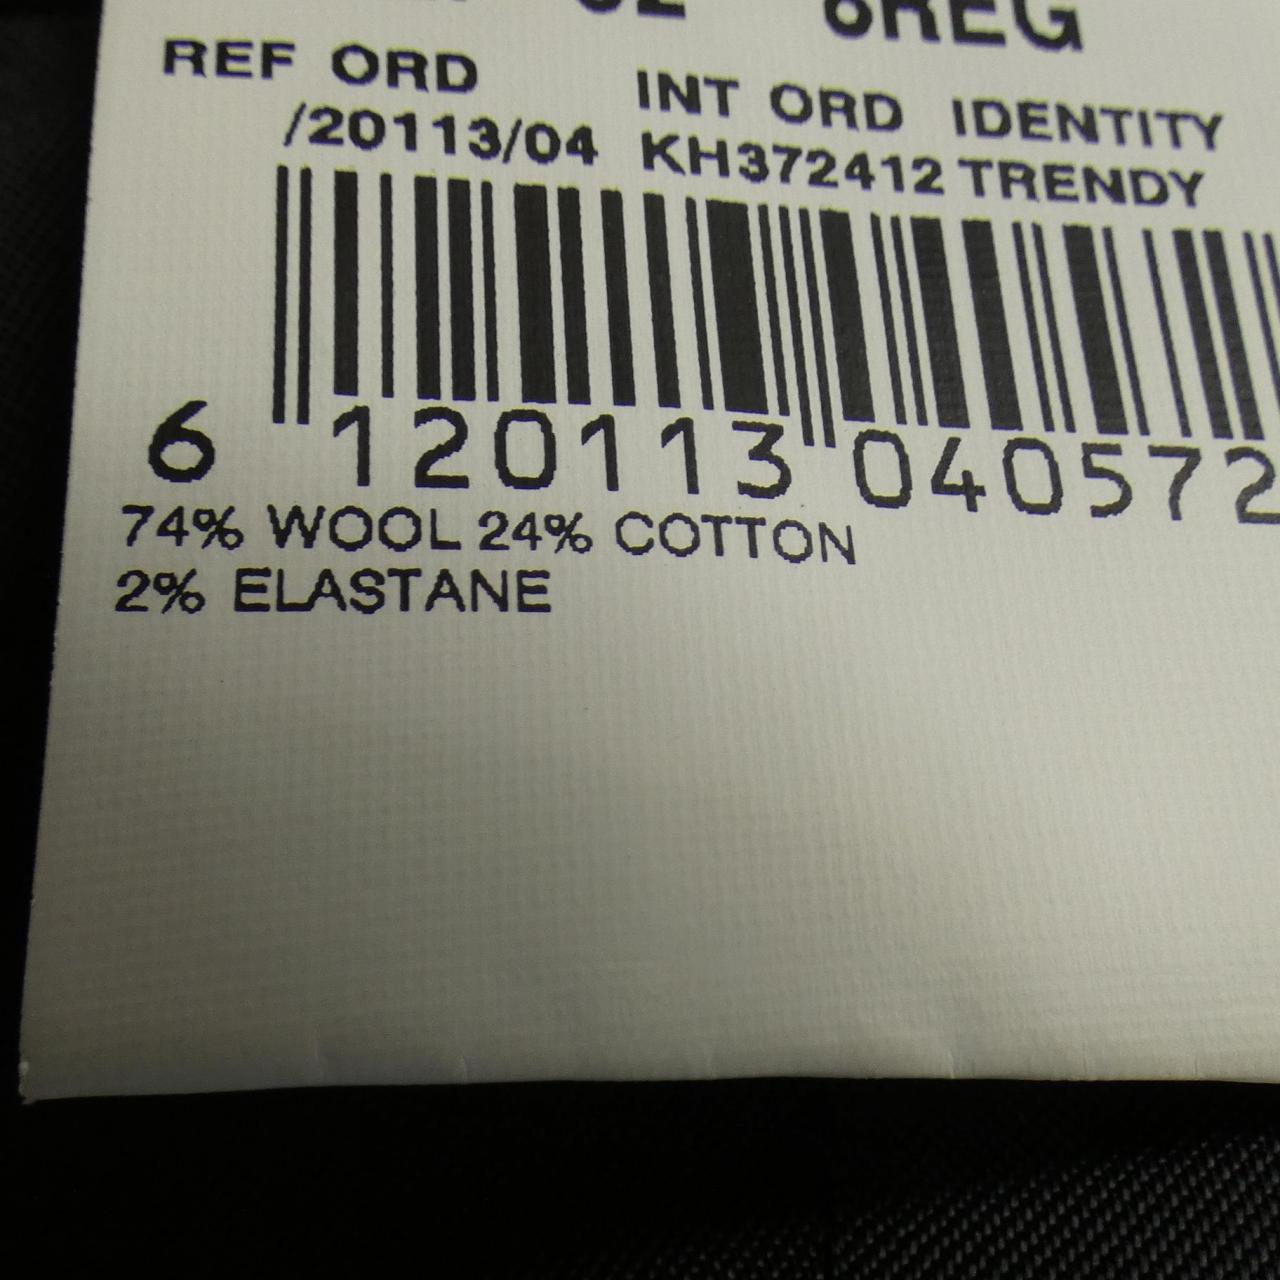 6REG
REF ORD INT ORD IDENTITY
/20113/04 KH372412 TRENDY
6 120113 040572
74% WOOL 24% COTTON
2% ELASTANE